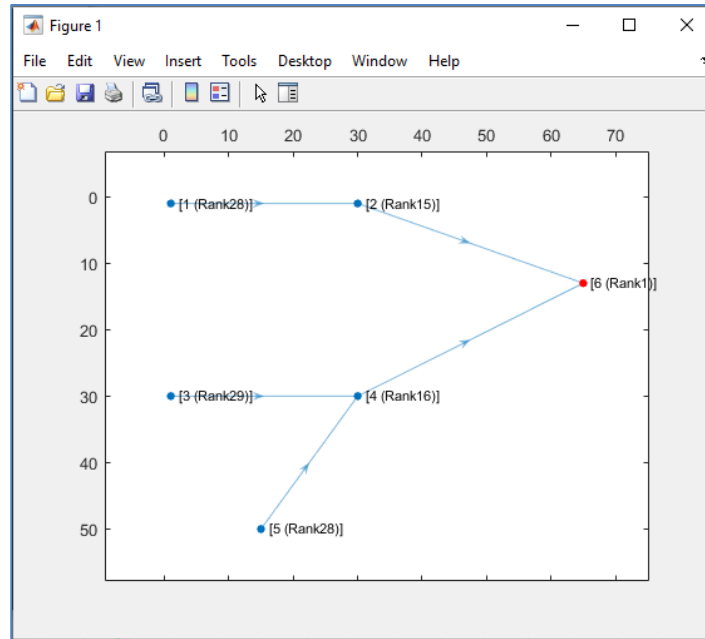 Figure 1
File Edit View Insert Tools Desktop Window Help
0 10 20 30 40 50 60 70
0
[1 (Rank28)] [2 (Rank15)]
10
[6 (Rank1)]
20
30
[3 (Rank29)] [4 (Rank16)]
40
50
[5 (Rank28)]